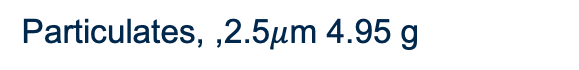 Particulates, ,2.5𝜇m 4.95 g